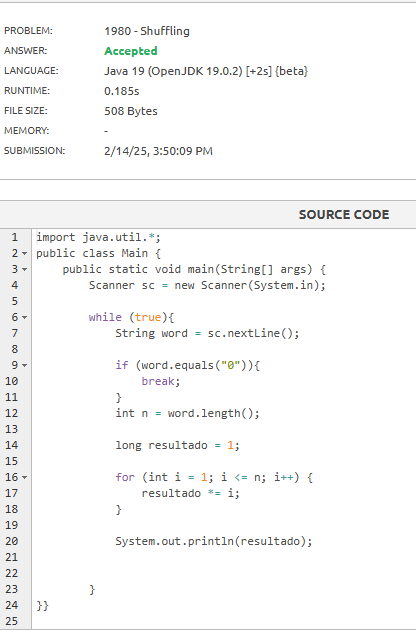 PROBLEM: 1980 - Shuffling
ANSWER: Accepted
LANGUAGE: Java 19 (OpenJDK 19.0.2) [+2s] {beta}
RUNTIME: 0.185s
FILE SIZE: 508 Bytes
MEMORY: -
SUBMISSION: 2/14/25, 3:50:09 PM
SOURCE CODE
1 import java.util.*;
2 public class Main {
3     public static void main(String[] args) {
4         Scanner sc = new Scanner(System.in);
5
6         while (true){
7             String word = sc.nextLine();
8
9             if (word.equals("0")){
10                 break;
11             }
12             int n = word.length();
13
14             long resultado = 1;
15
16             for (int i = 1; i <= n; i++) {
17                 resultado *= i;
18             }
19
20             System.out.println(resultado);
21
22
23         }
24 }}
25